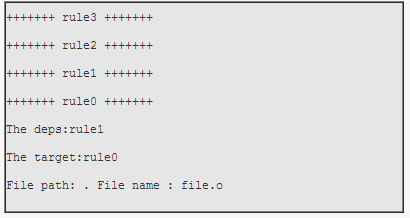 +++++++ rule3 +++++++
+++++++ rule2 +++++++
+++++++ rule1 +++++++
+++++++ rule0 +++++++
The deps:rule1
The target:rule0
File path: . File name : file.o